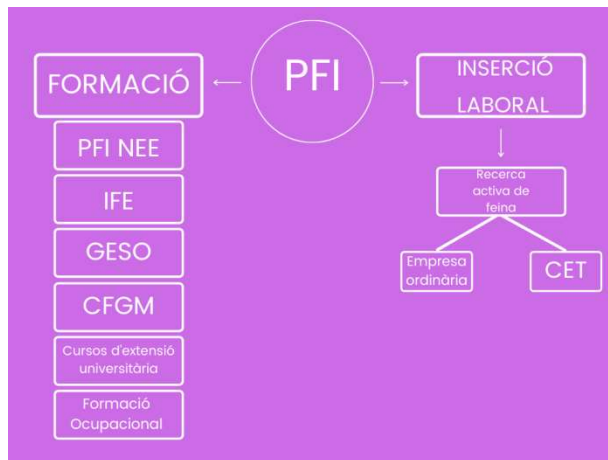 PFI
FORMACIÓ
PFI NEE
IFE
GESO
CFGM
Cursos d'extensió
universitària
Formació
Ocupacional
INSERCIÓ
LABORAL
Recerca
activa de
feina
Empresa
ordinària
CET